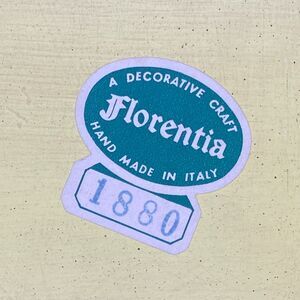 A DECORATIVE CRAFT
Florentia
HAND MADE IN ITALY
1880